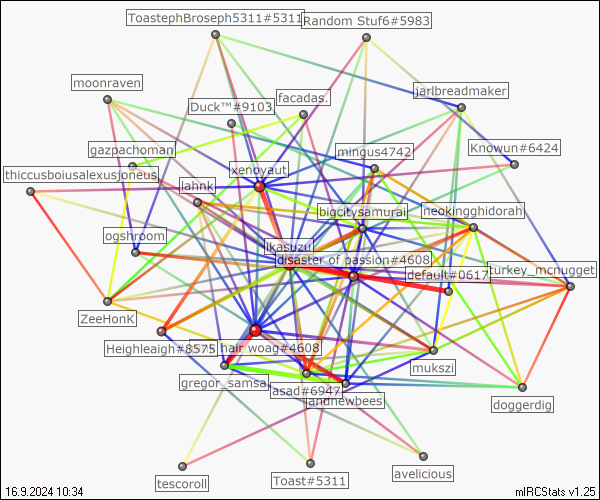 ToastephBroseph5311#5311
Random Stuf6#5983
moonraven
jarlbreadmaker
Duck™#9103
facadas.
gazpachoman
mingus4742
Knowun#6424
thiccusboiusalexusjoneus
xenoyaut
lahnk
bigcitysamurai
neokingghidorah
ogshroom
ikasuzu
disaster of passion#4608
default#0617
turkey_mcnugget
ZeeHonK
Heighleaigh#8575
hair woag#4608
mukszi
gregor_samsa
asad#6947
landnewbees
doggerdig
tescoroll
Toast#5311
avelicious
16.9.2024 10:34
mIRCStats v1.25